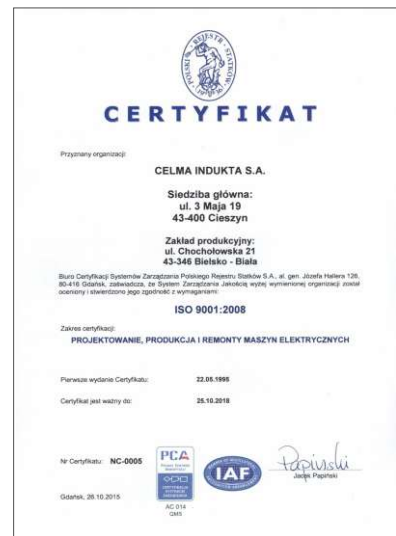 POLSKI REJESTR STATKÓW
CERTYFIKAT
Przyznany organizacji:
CELMA INDUKTA S.A.
Siedziba główna:
ul. 3 Maja 19
43-400 Cieszyn
Zakład produkcyjny:
ul. Chochołowska 21
43-346 Bielsko - Biała
Biuro Certyfikacji Systemów Zarządzania Polskiego Rejestru Statków S.A., al. gen. Józefa Hallera 126,
80-416 Gdańsk, zaświadcza, że System Zarządzania Jakością wyżej wymienionej organizacji został
oceniony i stwierdzono jego zgodność z wymaganiami:
ISO 9001:2008
Zakres certyfikacji:
PROJEKTOWANIE, PRODUKCJA I REMONTY MASZYN ELEKTRYCZNYCH
Pierwsze wydanie Certyfikatu: 22.05.1995
Certyfikat jest ważny do: 25.10.2018
Nr Certyfikatu: NC-0005
PCA
IAF
Jacek Papiński
Gdańsk, 26.10.2015
AC 014
QMS